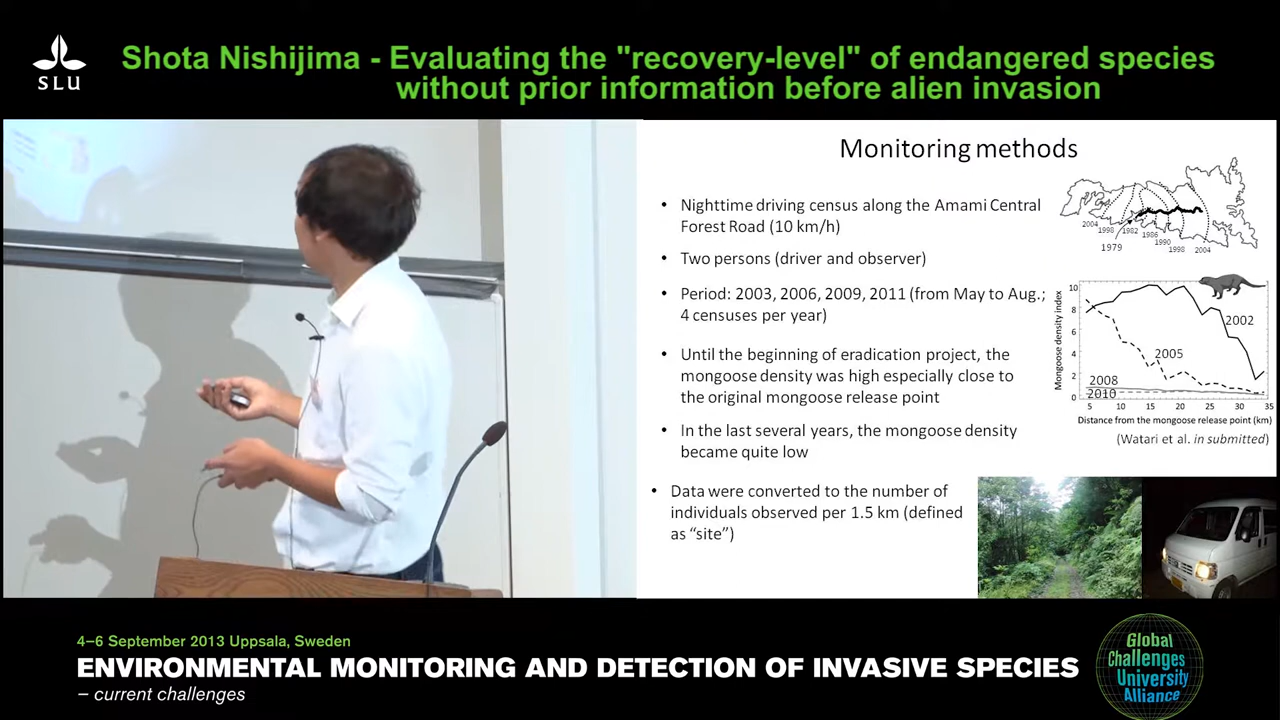 SLU
Shota Nishijima - Evaluating the "recovery-level" of endangered species
without prior information before alien invasion
Monitoring methods
• Nighttime driving census along the Amami Central
Forest Road (10 km/h)
• Two persons (driver and observer)
• Period: 2003, 2006, 2009, 2011 (from May to Aug.;
4 censuses per year)
• Until the beginning of eradication project, the
mongoose density was high especially close to
the original mongoose release point
• In the last several years, the mongoose density
became quite low
• Data were converted to the number of
individuals observed per 1.5 km (defined
as “site”)
2004
1998
1982
1986
1990
1998
2004
1979
Mongoose density index
10
8
6
4
2
0
2002
2005
2008
2010
5 10 15 20 25 30 35
Distance from the mongoose release point (km)
(Watari et al. in submitted)
4–6 September 2013 Uppsala, Sweden
ENVIRONMENTAL MONITORING AND DETECTION OF INVASIVE SPECIES
– current challenges
Global
Challenges
University
Alliance